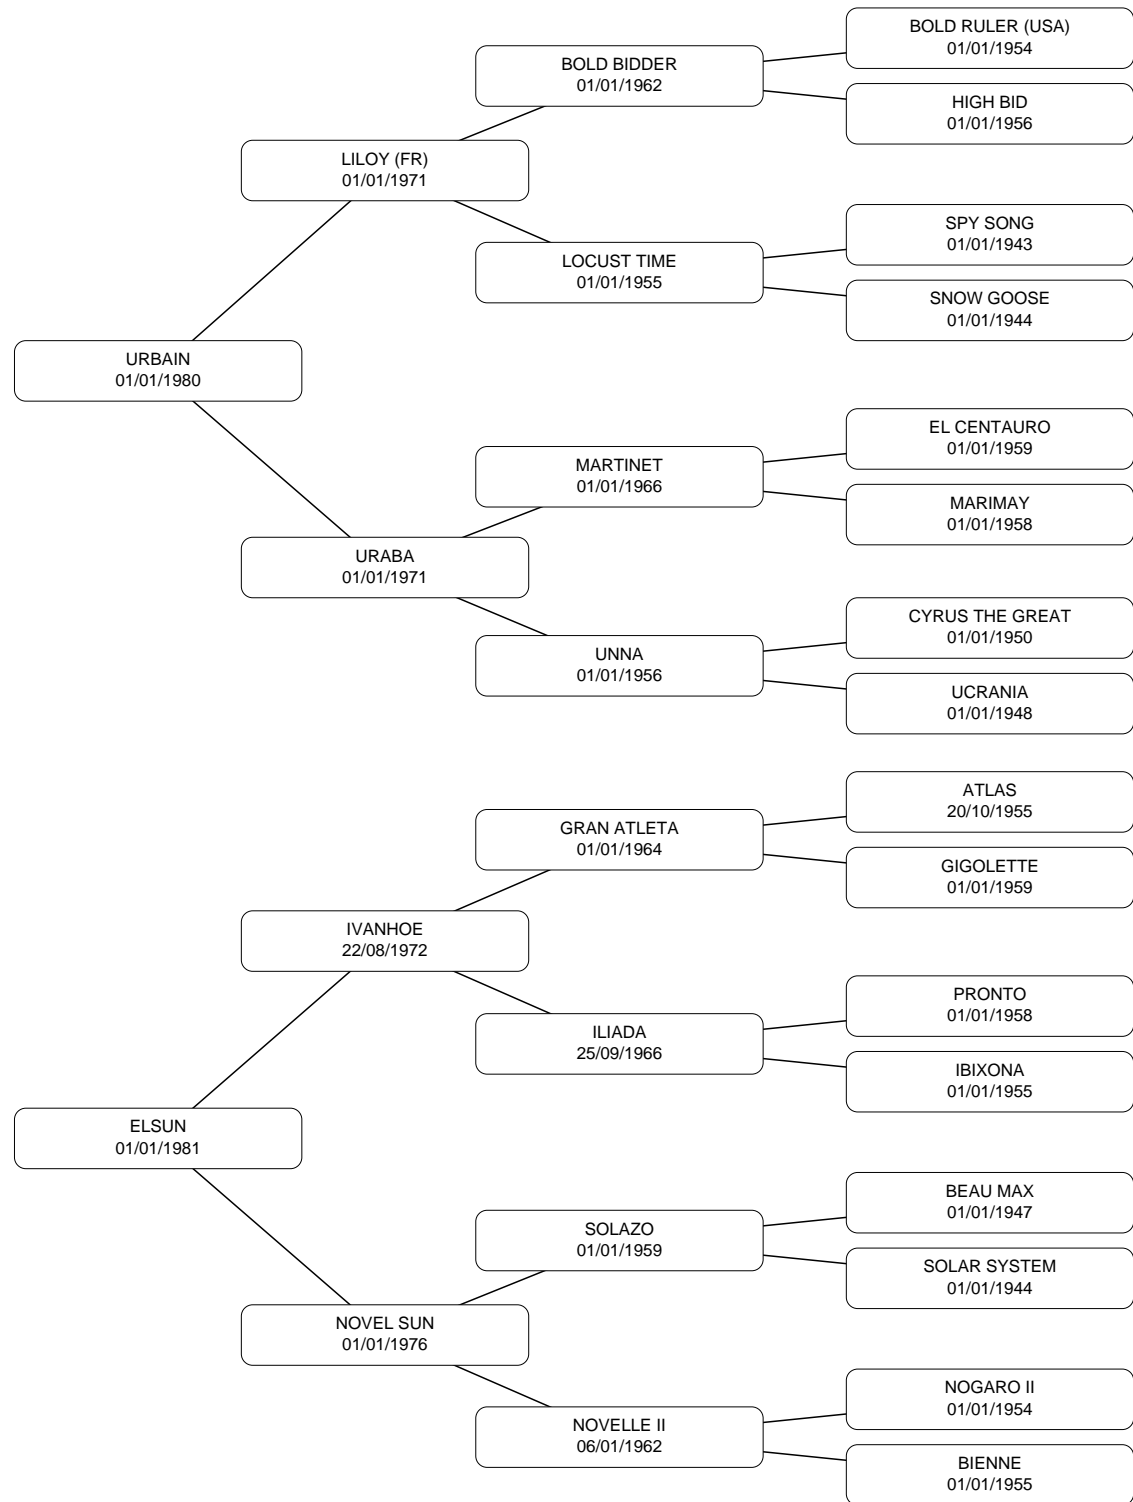 BOLD RULER (USA)
01/01/1954
BOLD BIDDER
01/01/1962
HIGH BID
01/01/1956
LILOY (FR)
01/01/1971
SPY SONG
01/01/1943
LOCUST TIME
01/01/1955
SNOW GOOSE
01/01/1944
URBAIN
01/01/1980
EL CENTAURO
01/01/1959
MARTINET
01/01/1966
MARIMAY
01/01/1958
URABA
01/01/1971
CYRUS THE GREAT
01/01/1950
UNNA
01/01/1956
UCRANIA
01/01/1948
ATLAS
20/10/1955
GRAN ATLETA
01/01/1964
GIGOLETTE
01/01/1959
IVANHOE
22/08/1972
PRONTO
01/01/1958
ILIADA
25/09/1966
IBIXONA
01/01/1955
ELSUN
01/01/1981
BEAU MAX
01/01/1947
SOLAZO
01/01/1959
SOLAR SYSTEM
01/01/1944
NOVEL SUN
01/01/1976
NOGARO II
01/01/1954
NOVELLE II
06/01/1962
BIENNE
01/01/1955